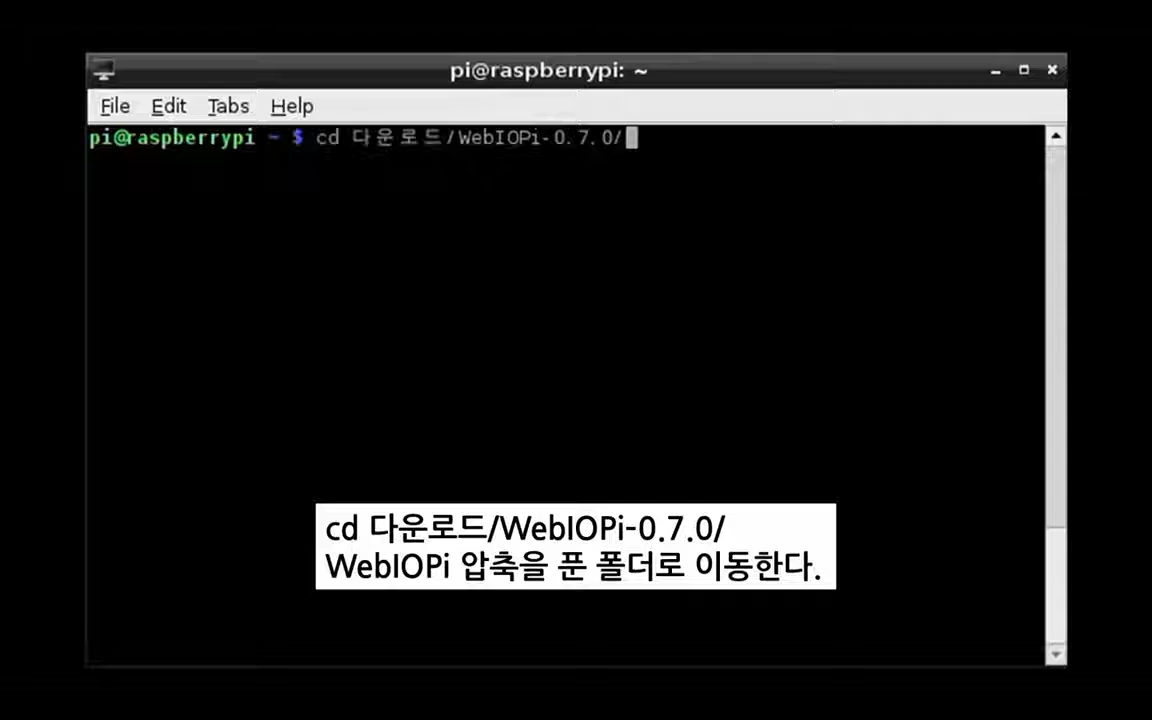 pi@raspberrypi: ~
File Edit Tabs Help
pi@raspberrypi ~ $ cd 다운로드/WebIOPi-0.7.0/
cd 다운로드/WebIOPi-0.7.0/
WebIOPi 압축을 푼 폴더로 이동한다.